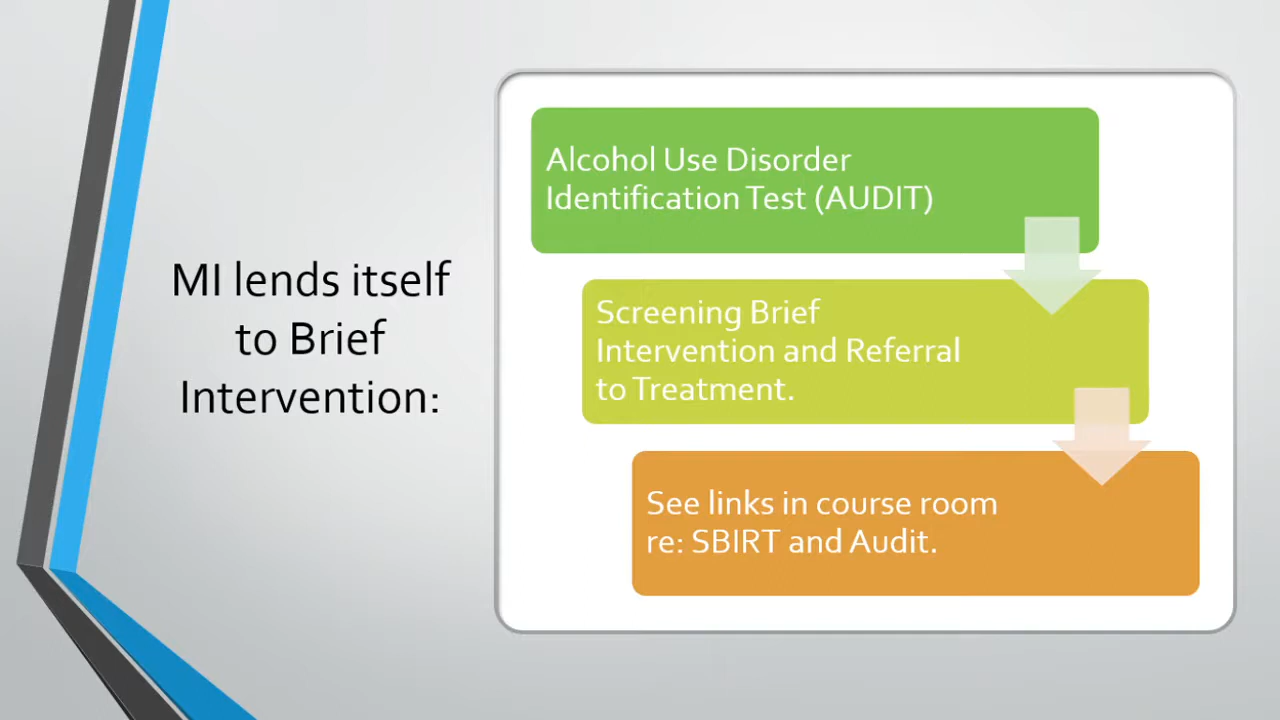 MI lends itself
to Brief
Intervention:
Alcohol Use Disorder
Identification Test (AUDIT)
Screening Brief
Intervention and Referral
to Treatment.
See links in course room
re: SBIRT and Audit.